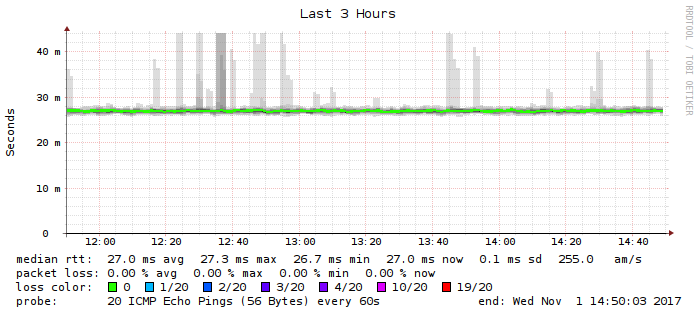 Last 3 Hours
RRDTOOL / TOBI OETIKER
Seconds
40 m
30 m
20 m
10 m
0
12:00 12:20 12:40 13:00 13:20 13:40 14:00 14:20 14:40
median rtt: 27.0 ms avg 27.3 ms max 26.7 ms min 27.0 ms now 0.1 ms sd 255.0 am/s
packet loss: 0.00 % avg 0.00 % max 0.00 % min 0.00 % now
loss color: 0 1/20 2/20 3/20 4/20 10/20 19/20
probe: 20 ICMP Echo Pings (56 Bytes) every 60s end: Wed Nov 1 14:50:03 2017